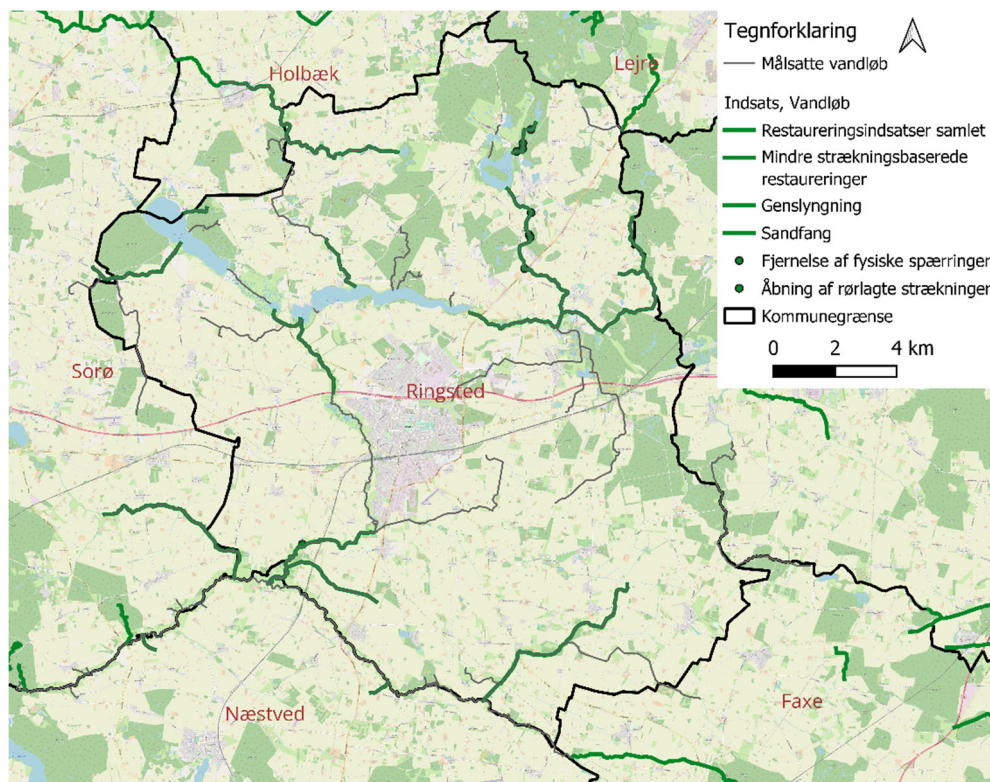 Tegnforklaring
Målsatte vandløb
Indsats, Vandløb
Restaureringsindsatser samlet
Mindre strækningsbaserede
restaureringer
Genslyngning
Sandfang
Fjernelse af fysiske spærringer
Åbning af rørlagte strækninger
Kommunegrænse
0 2 4 km
Holbæk
Lejre
Sorø
Ringsted
Næstved
Faxe